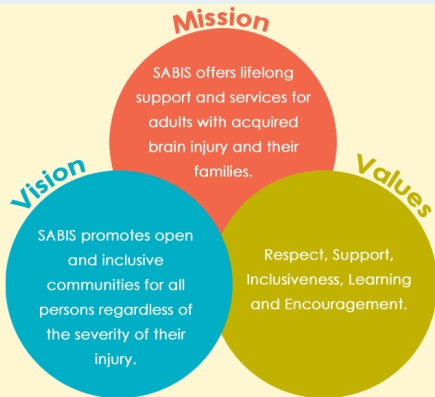 Mission
SABIS offers lifelong
support and services for
adults with acquired
brain injury and their
families.
Vision
SABIS promotes open
and inclusive
communities for all
persons regardless of
the severity of their
injury.
Values
Respect, Support,
Inclusiveness, Learning
and Encouragement.